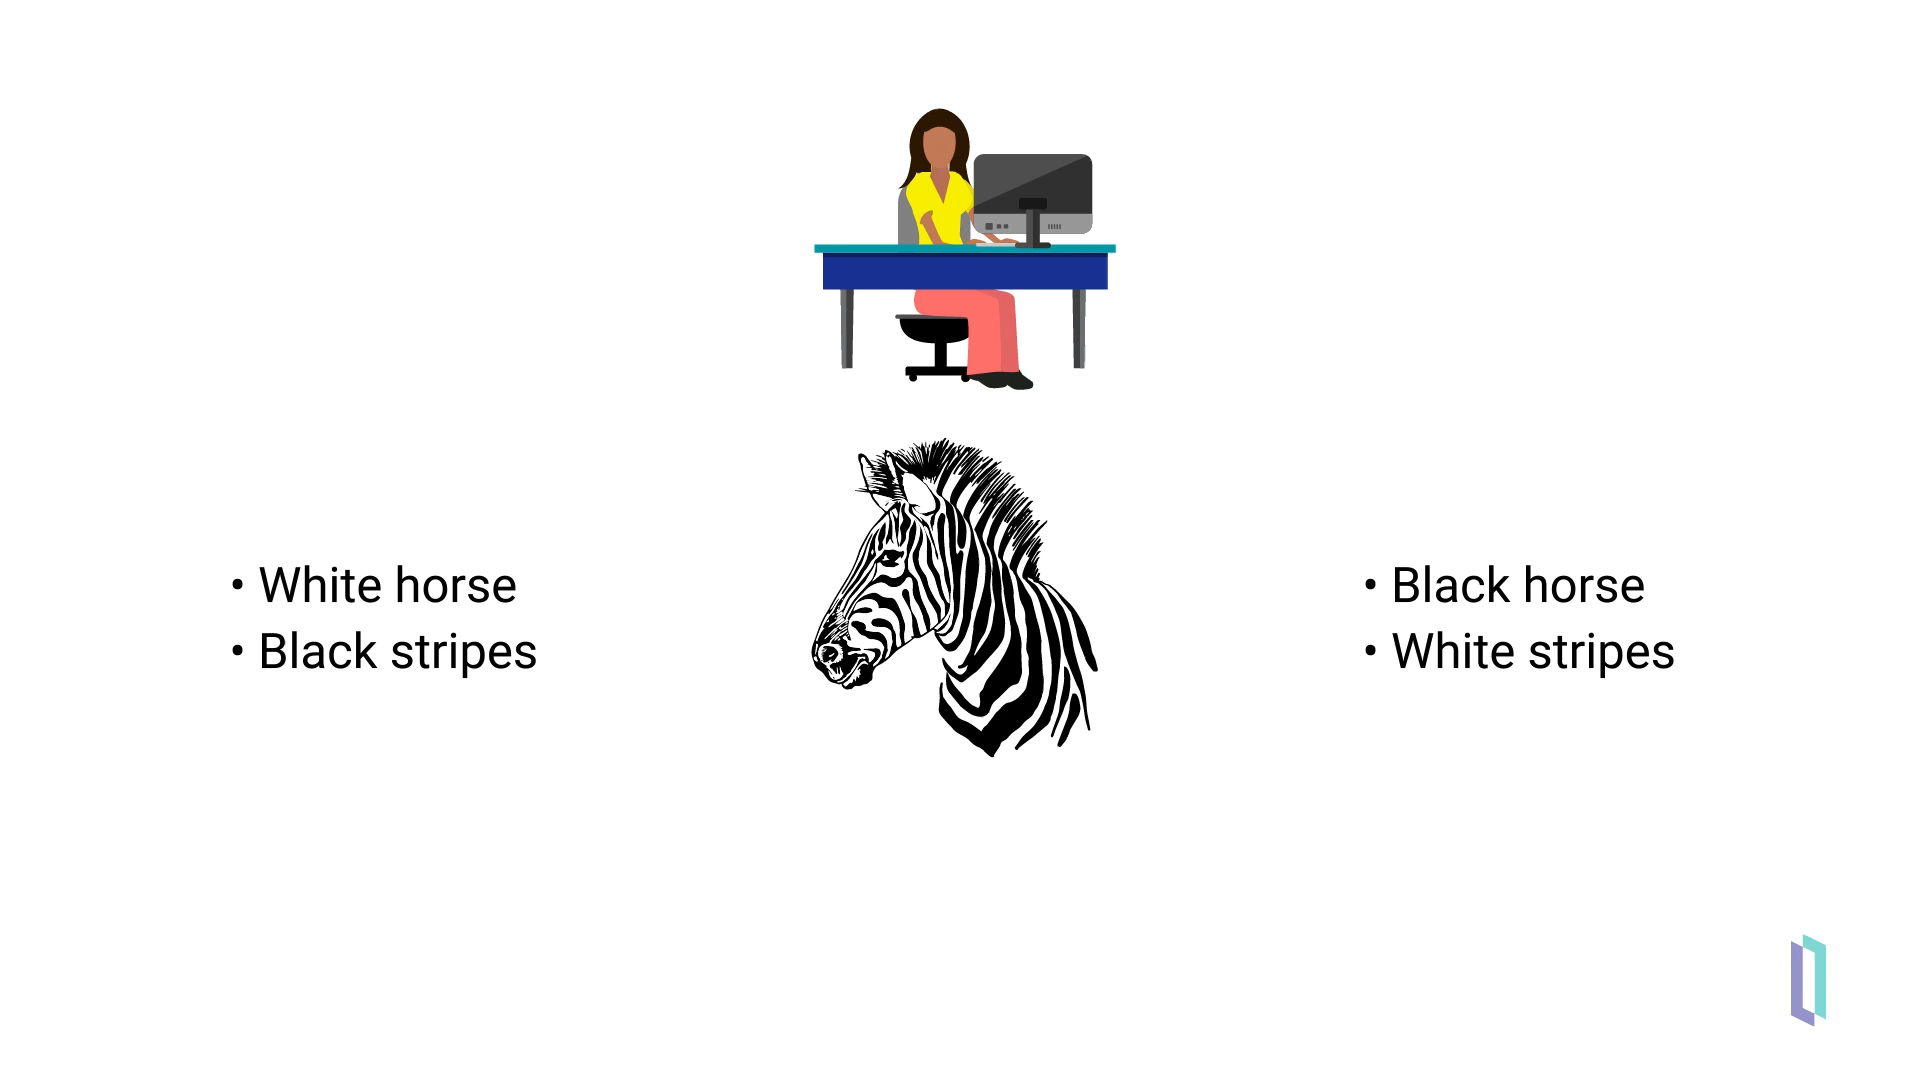 • White horse
• Black stripes
• Black horse
• White stripes